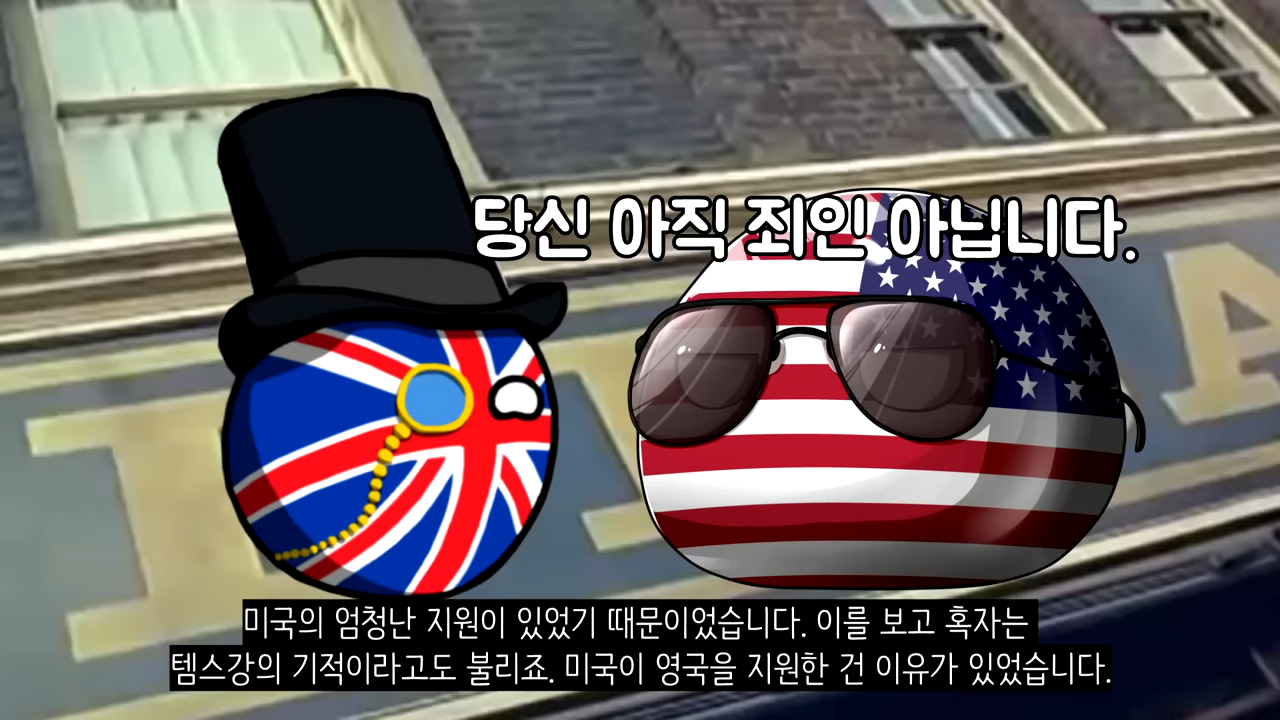 당신 아직 죄인 아닙니다.
미국의 엄청난 지원이 있었기 때문이었습니다. 이를 보고 혹자는
템스강의 기적이라고도 불리죠. 미국이 영국을 지원한 건 이유가 있었습니다.